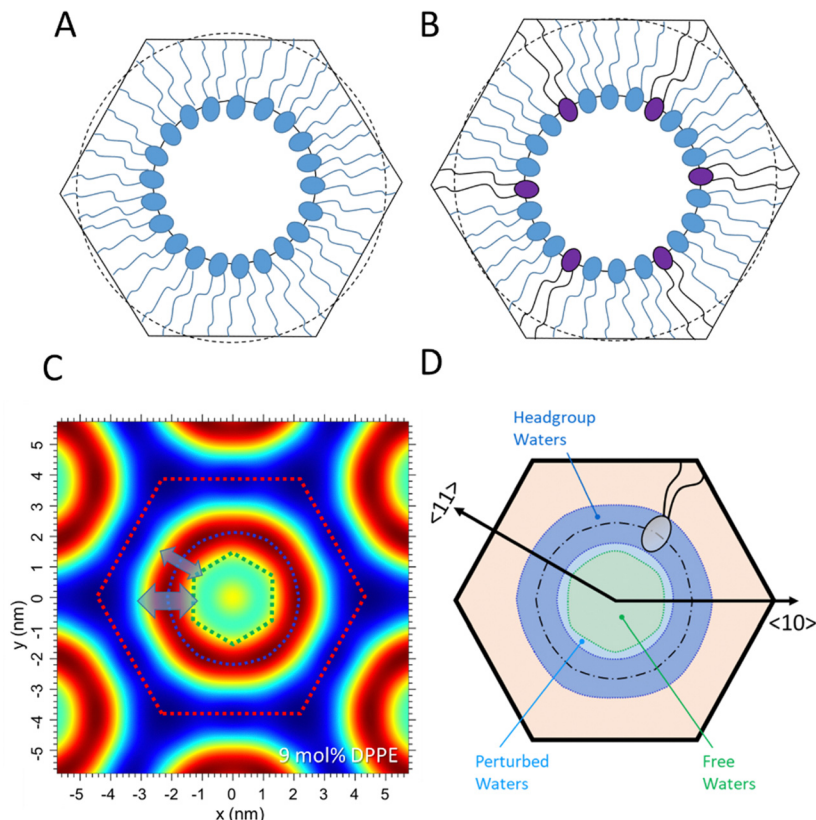 A
B
C
5
4
3
2
1
0
-1
-2
-3
-4
-5
y (nm)
-5 -4 -3 -2 -1 0 1 2 3 4 5
x (nm)
9 mol% DPPE
D
Headgroup
Waters
<11>
<10>
Perturbed
Waters
Free
Waters